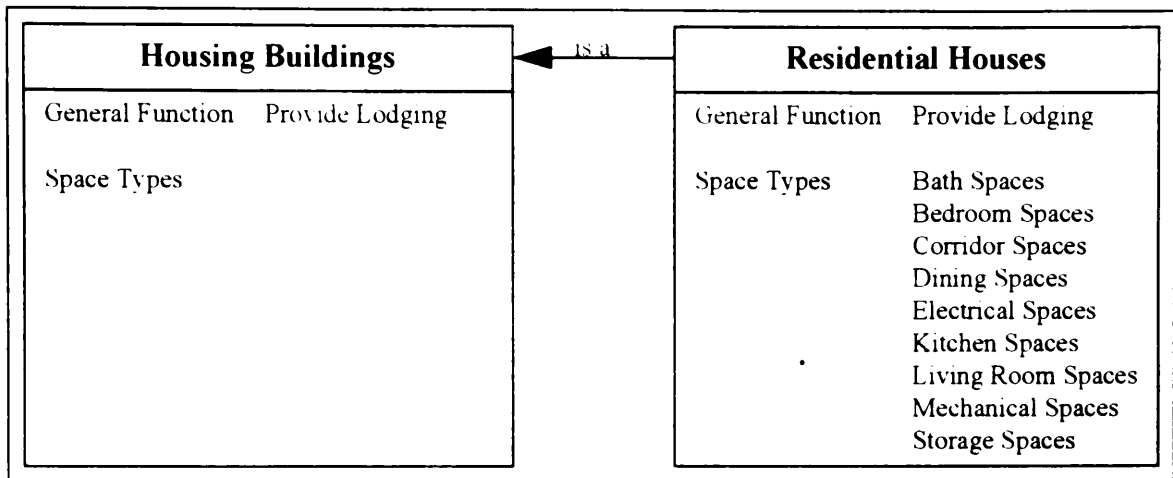 Housing Buildings
is a
Residential Houses
General Function Provide Lodging
Space Types
General Function Provide Lodging
Space Types Bath Spaces
Bedroom Spaces
Corridor Spaces
Dining Spaces
Electrical Spaces
Kitchen Spaces
Living Room Spaces
Mechanical Spaces
Storage Spaces